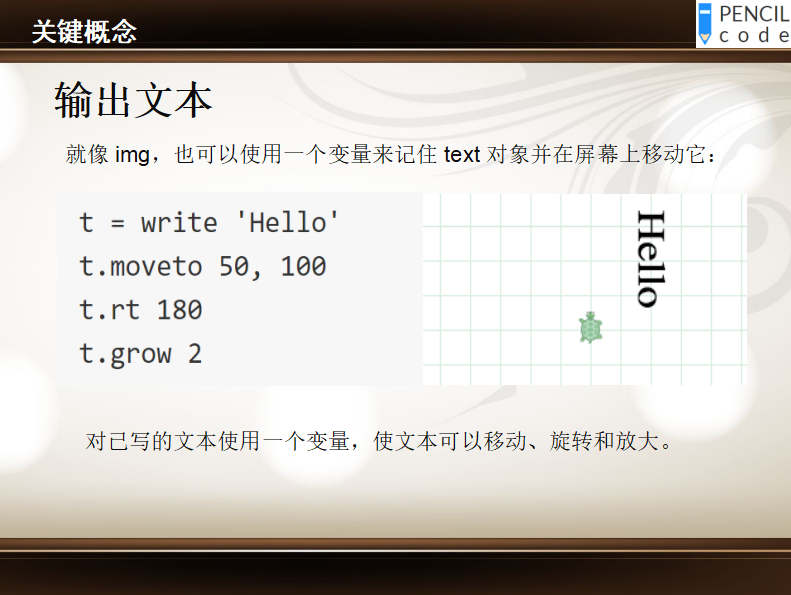 关键概念
PENCIL
code
输出文本
就像 img，也可以使用一个变量来记住 text 对象并在屏幕上移动它：
t = write 'Hello'
t.moveto 50, 100
t.rt 180
t.grow 2
Hello
对已写的文本使用一个变量，使文本可以移动、旋转和放大。